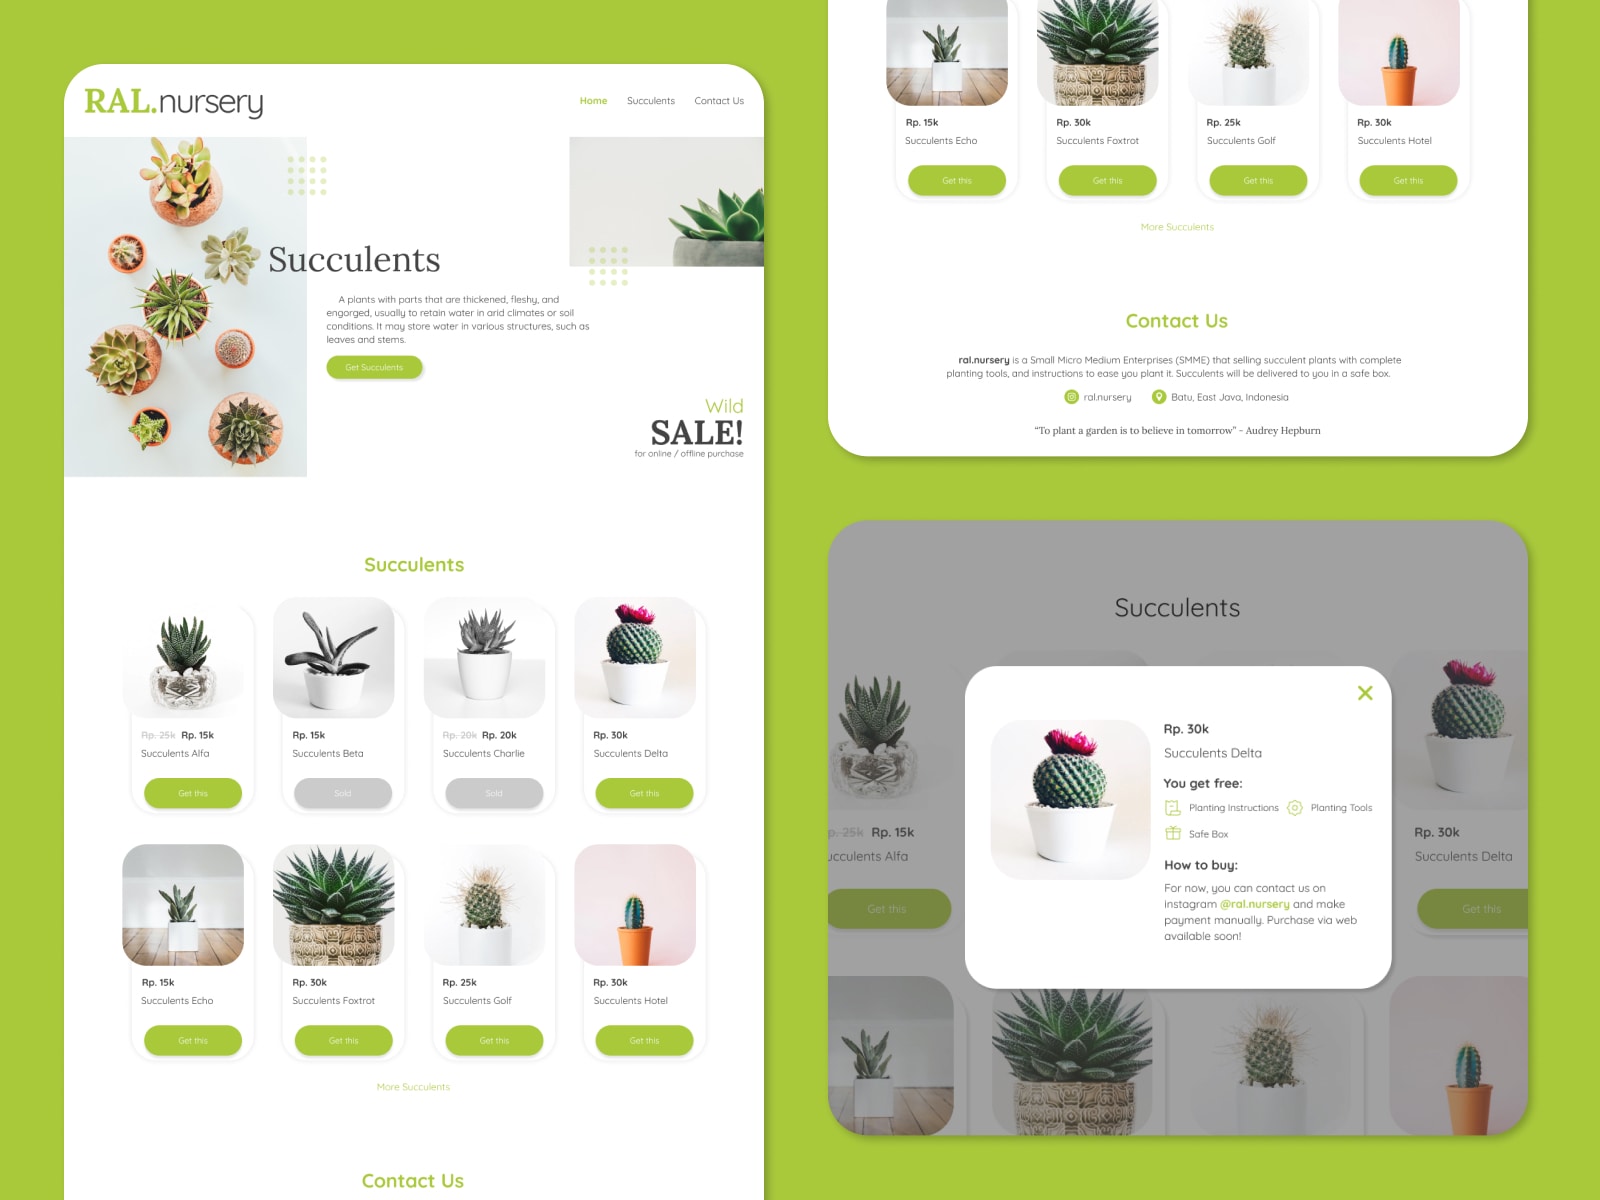 RAL.nursery
Home Succulents Contact Us
Succulents
A plants with parts that are thickened, fleshy, and
engorged, usually to retain water in arid climates or soil
conditions. It may store water in various structures, such as
leaves and stems.
Get Succulents
Wild
SALE!
for online / offline purchase
Succulents
Rp. 25k Rp. 15k
Succulents Alfa
Get this
Rp. 15k
Succulents Beta
Sold
Rp. 20k Rp. 20k
Succulents Charlie
Sold
Rp. 30k
Succulents Delta
Get this
Rp. 15k
Succulents Echo
Get this
Rp. 30k
Succulents Foxtrot
Get this
Rp. 25k
Succulents Golf
Get this
Rp. 30k
Succulents Hotel
Get this
More Succulents
Contact Us
Rp. 15k
Succulents Echo
Get this
Rp. 30k
Succulents Foxtrot
Get this
Rp. 25k
Succulents Golf
Get this
Rp. 30k
Succulents Hotel
Get this
More Succulents
Contact Us
ral.nursery is a Small Micro Medium Enterprises (SMME) that selling succulent plants with complete
planting tools, and instructions to ease you plant it. Succulents will be delivered to you in a safe box.
ral.nursery Batu, East Java, Indonesia
“To plant a garden is to believe in tomorrow” - Audrey Hepburn
Succulents
p. 25k Rp. 15k
ucculents Alfa
Get this
Rp. 30k
Succulents Delta
Get this
Rp. 30k
Succulents Delta
You get free:
Planting Instructions Planting Tools
Safe Box
How to buy:
For now, you can contact us on
instagram @ral.nursery and make
payment manually. Purchase via web
available soon!